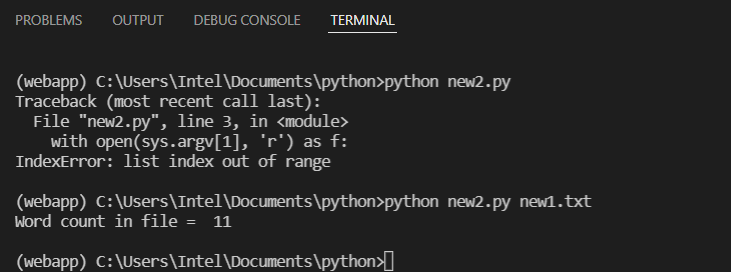 PROBLEMS OUTPUT DEBUG CONSOLE TERMINAL
(webapp) C:\Users\Intel\Documents\python>python new2.py
Traceback (most recent call last):
  File "new2.py", line 3, in <module>
    with open(sys.argv[1], 'r') as f:
IndexError: list index out of range
(webapp) C:\Users\Intel\Documents\python>python new2.py new1.txt
Word count in file =  11
(webapp) C:\Users\Intel\Documents\python>